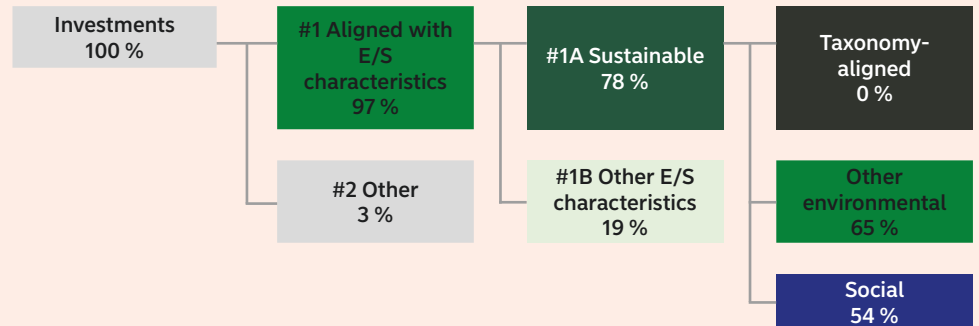 Investments
100 %
#1 Aligned with
E/S
characteristics
97 %
#2 Other
3 %
#1A Sustainable
78 %
#1B Other E/S
characteristics
19 %
Taxonomy-
aligned
0 %
Other
environmental
65 %
Social
54 %